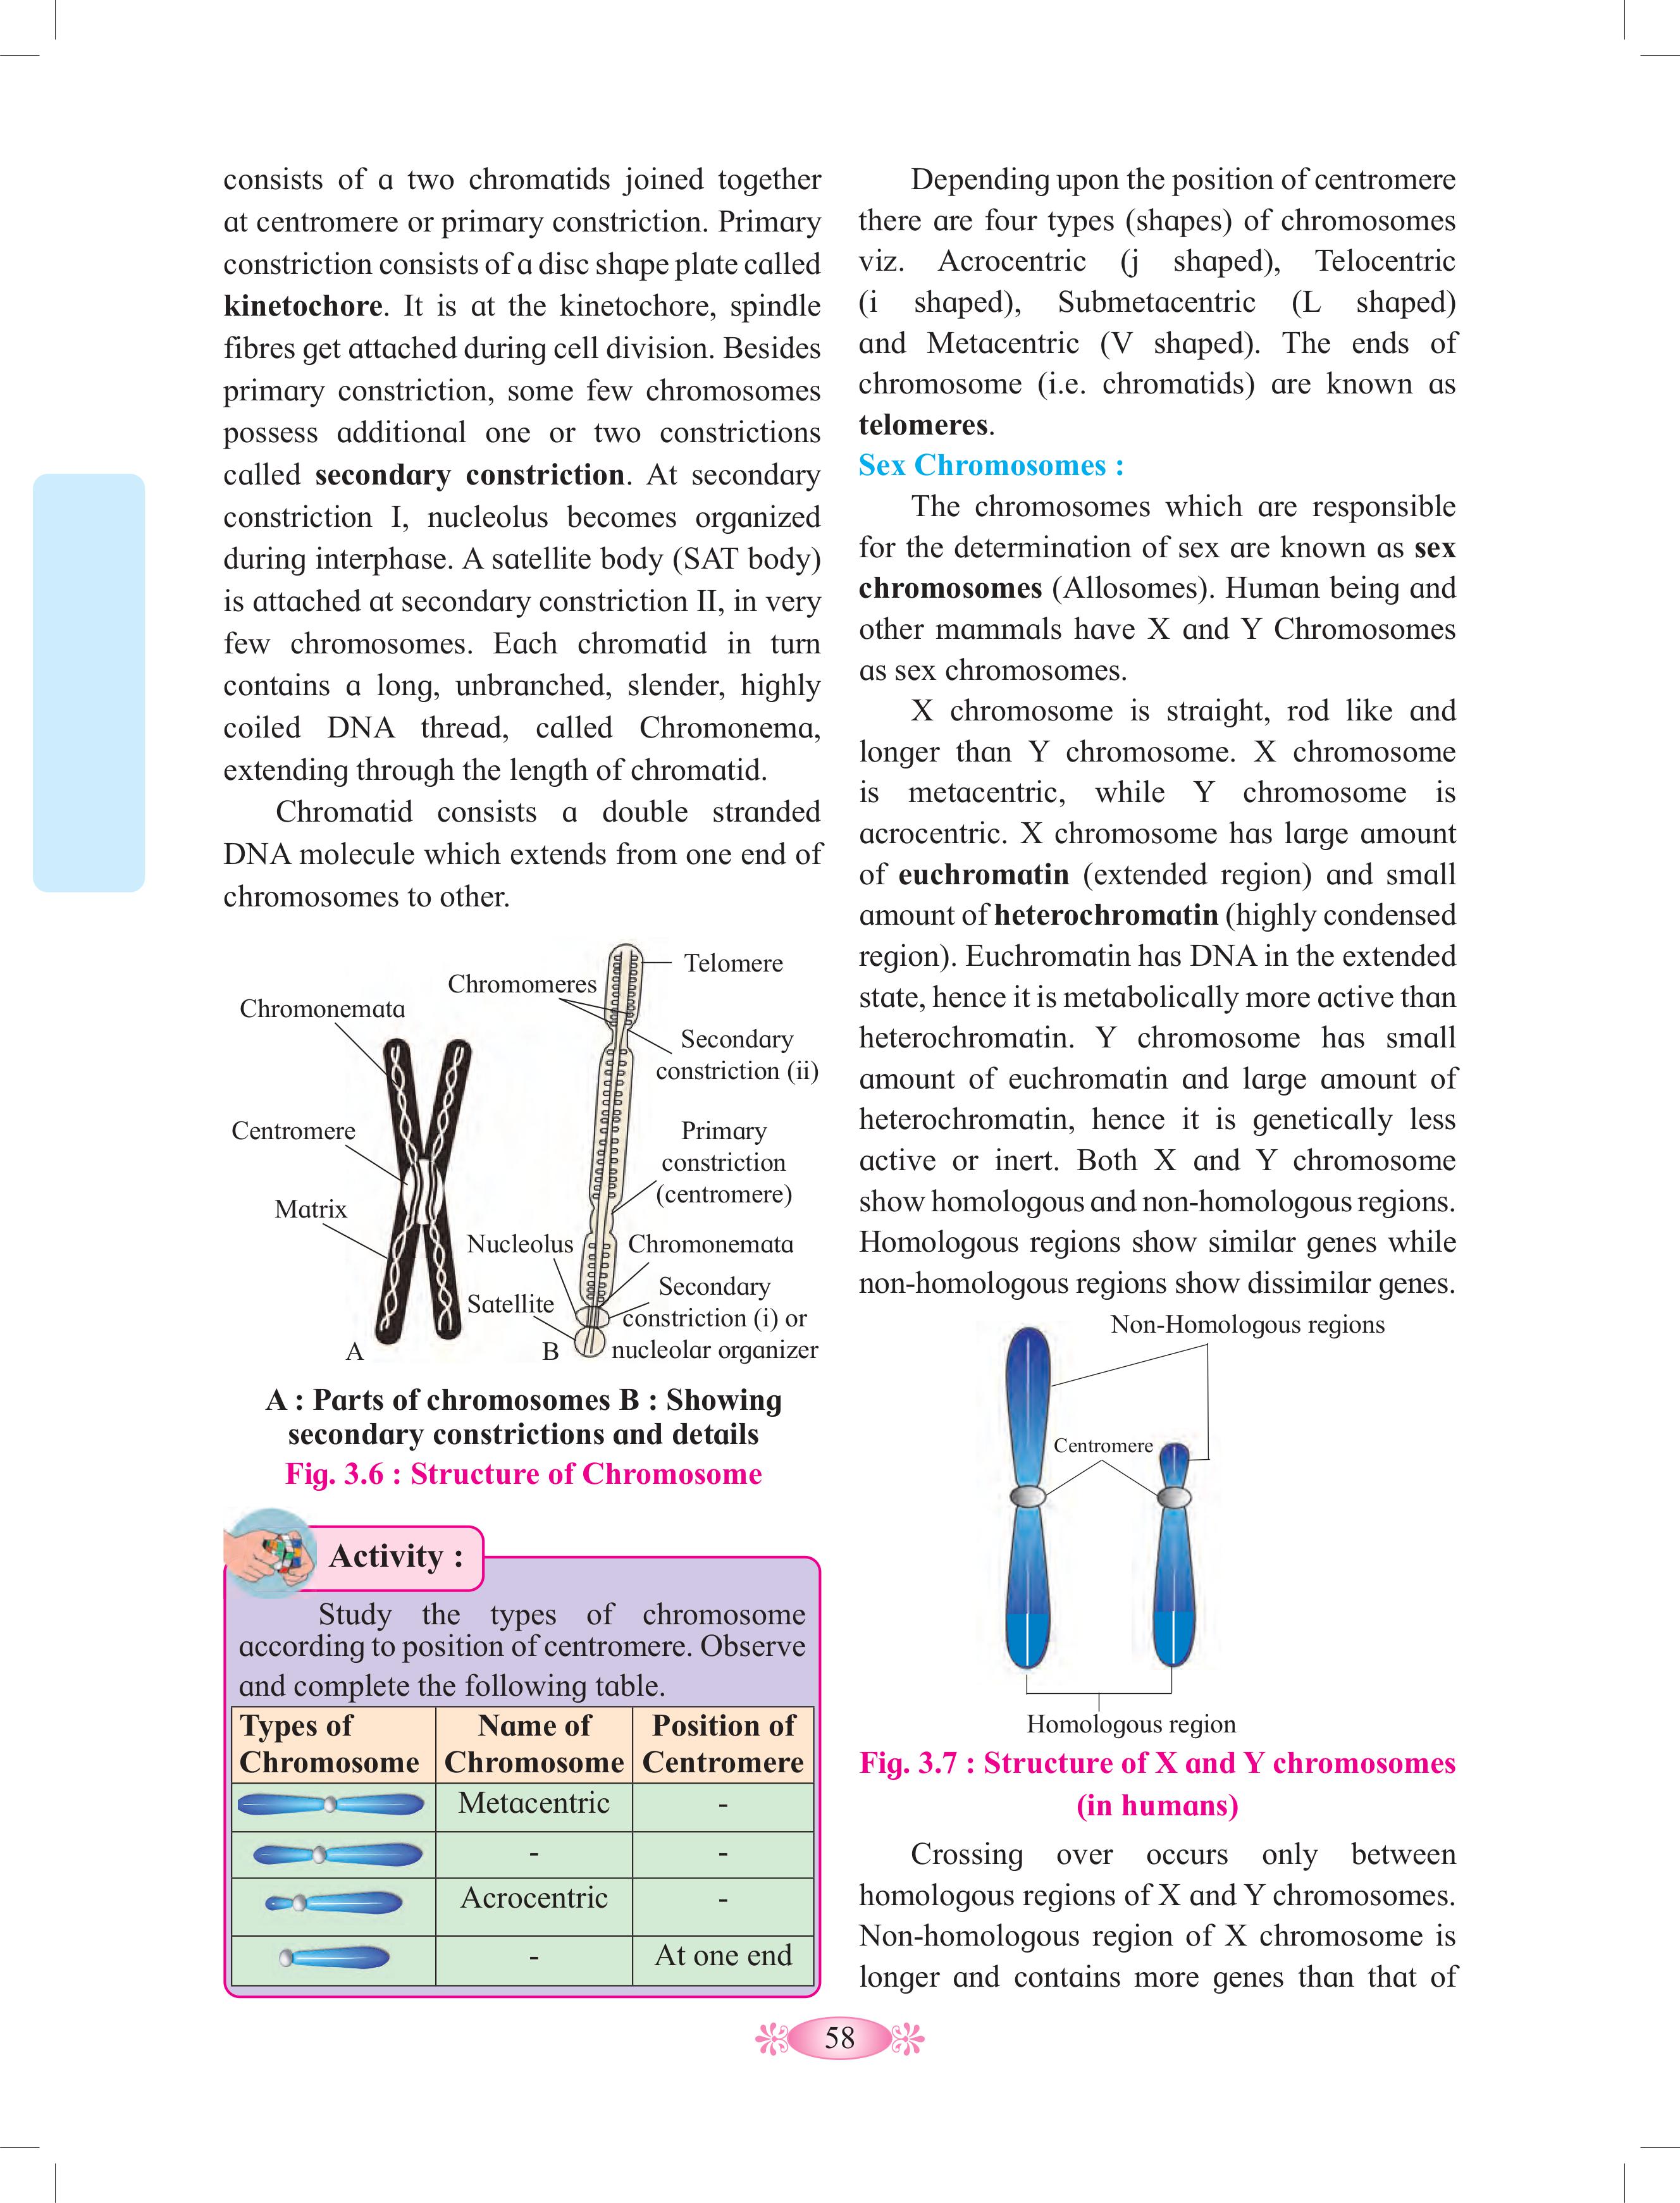 consists of a two chromatids joined together
at centromere or primary constriction. Primary
constriction consists of a disc shape plate called
kinetochore. It is at the kinetochore, spindle
fibres get attached during cell division. Besides
primary constriction, some few chromosomes
possess additional one or two constrictions
called secondary constriction. At secondary
constriction I, nucleolus becomes organized
during interphase. A satellite body (SAT body)
is attached at secondary constriction II, in very
few chromosomes. Each chromatid in turn
contains a long, unbranched, slender, highly
coiled DNA thread, called Chromonema,
extending through the length of chromatid.
Chromatid consists a double stranded
DNA molecule which extends from one end of
chromosomes to other.
Telomere
Chromomeres
Chromonemata
Secondary
constriction (ii)
Centromere
Primary
constriction
(centromere)
Matrix
Nucleolus
Chromonemata
Secondary
Satellite
constriction (i) or
A
B
nucleolar organizer
A : Parts of chromosomes B : Showing
secondary constrictions and details
Fig. 3.6 : Structure of Chromosome
Activity :
Study the types of chromosome
according to position of centromere. Observe
and complete the following table.
Types of Chromosome
Name of Chromosome
Position of Centromere
Metacentric
-
-
-
Acrocentric
-
-
At one end
Depending upon the position of centromere
there are four types (shapes) of chromosomes
viz. Acrocentric (j shaped), Telocentric
(i shaped), Submetacentric (L shaped)
and Metacentric (V shaped). The ends of
chromosome (i.e. chromatids) are known as
telomeres.
Sex Chromosomes :
The chromosomes which are responsible
for the determination of sex are known as sex
chromosomes (Allosomes). Human being and
other mammals have X and Y Chromosomes
as sex chromosomes.
X chromosome is straight, rod like and
longer than Y chromosome. X chromosome
is metacentric, while Y chromosome is
acrocentric. X chromosome has large amount
of euchromatin (extended region) and small
amount of heterochromatin (highly condensed
region). Euchromatin has DNA in the extended
state, hence it is metabolically more active than
heterochromatin. Y chromosome has small
amount of euchromatin and large amount of
heterochromatin, hence it is genetically less
active or inert. Both X and Y chromosome
show homologous and non-homologous regions.
Homologous regions show similar genes while
non-homologous regions show dissimilar genes.
Non-Homologous regions
Centromere
Homologous region
Fig. 3.7 : Structure of X and Y chromosomes
(in humans)
Crossing over occurs only between
homologous regions of X and Y chromosomes.
Non-homologous region of X chromosome is
longer and contains more genes than that of
58